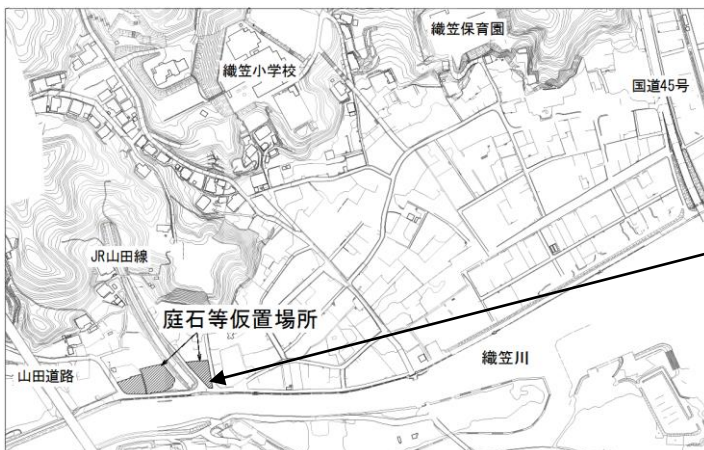 織笠保育園
織笠小学校
国道45号
JR山田線
庭石等仮置場所
織笠川
山田道路